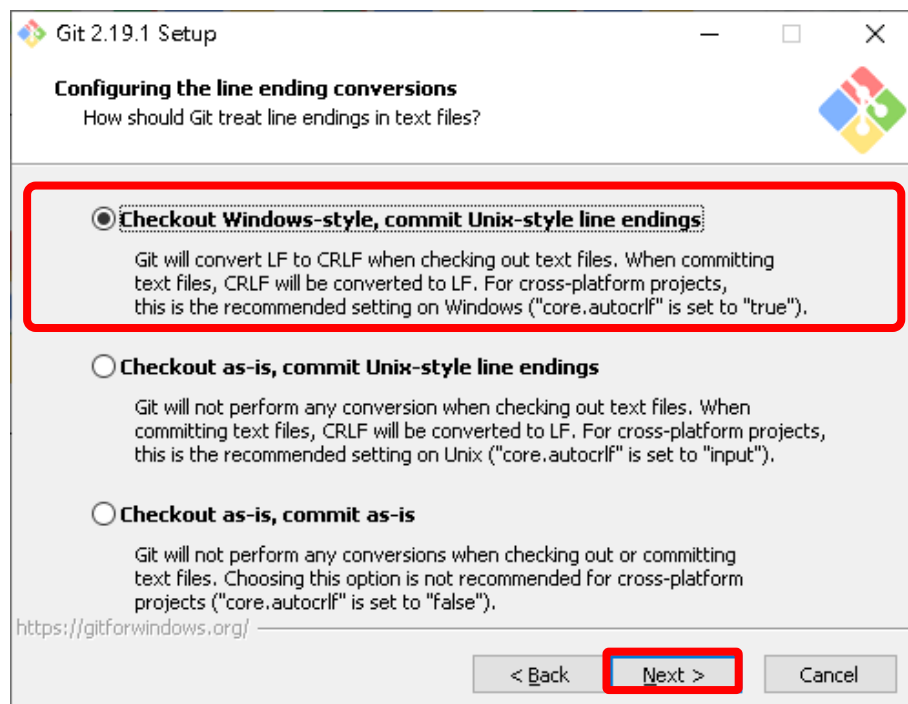 Git 2.19.1 Setup
Configuring the line ending conversions
How should Git treat line endings in text files?
Checkout Windows-style, commit Unix-style line endings
Git will convert LF to CRLF when checking out text files. When committing
text files, CRLF will be converted to LF. For cross-platform projects,
this is the recommended setting on Windows ("core.autocrlf" is set to "true").
Checkout as-is, commit Unix-style line endings
Git will not perform any conversion when checking out text files. When
committing text files, CRLF will be converted to LF. For cross-platform projects,
this is the recommended setting on Unix ("core.autocrlf" is set to "input").
Checkout as-is, commit as-is
Git will not perform any conversions when checking out or committing
text files. Choosing this option is not recommended for cross-platform
projects ("core.autocrlf" is set to "false").
https://gitforwindows.org/
< Back Next > Cancel